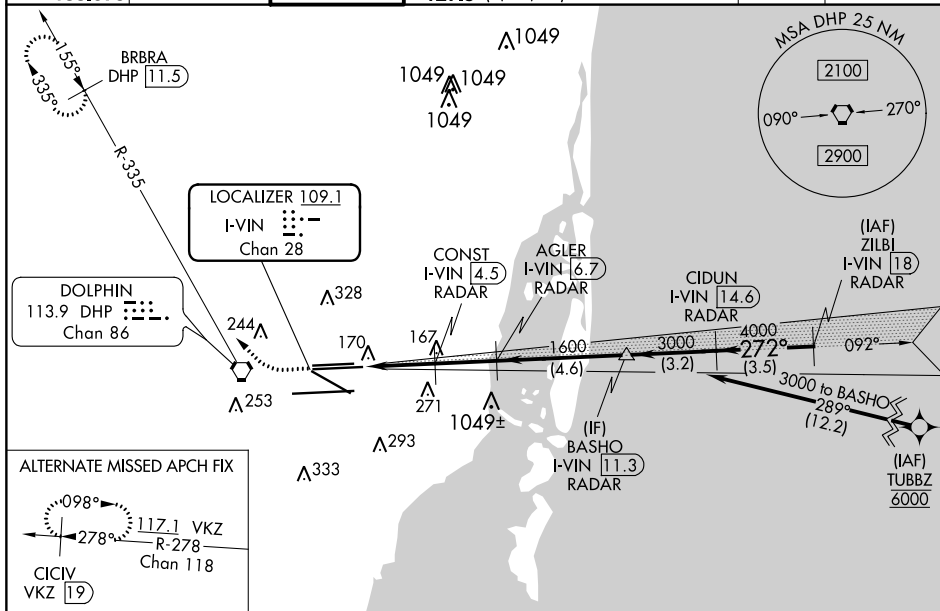 155°
335°
BRBRA
DHP 11.5
R-335
1049
1049
1049
1049
MSA DHP 25 NM
2100
090°
270°
2900
LOCALIZER 109.1
I-VIN
Chan 28
DOLPHIN
113.9 DHP
Chan 86
CONST
I-VIN 4.5
RADAR
AGLER
I-VIN 6.7
RADAR
CIDUN
I-VIN 14.6
RADAR
(IAF)
ZILBI
I-VIN 18
RADAR
328
244
170
167
253
271
1049±
293
333
1600
(4.6)
3000
(3.2)
4000
272°
(3.5)
092°
3000 to BASHO
289°
(12.2)
(IF)
BASHO
I-VIN 11.3
RADAR
(IAF)
TUBBZ
6000
ALTERNATE MISSED APCH FIX
098°
278°
117.1 VKZ
R-278
Chan 118
CICIV
VKZ 19